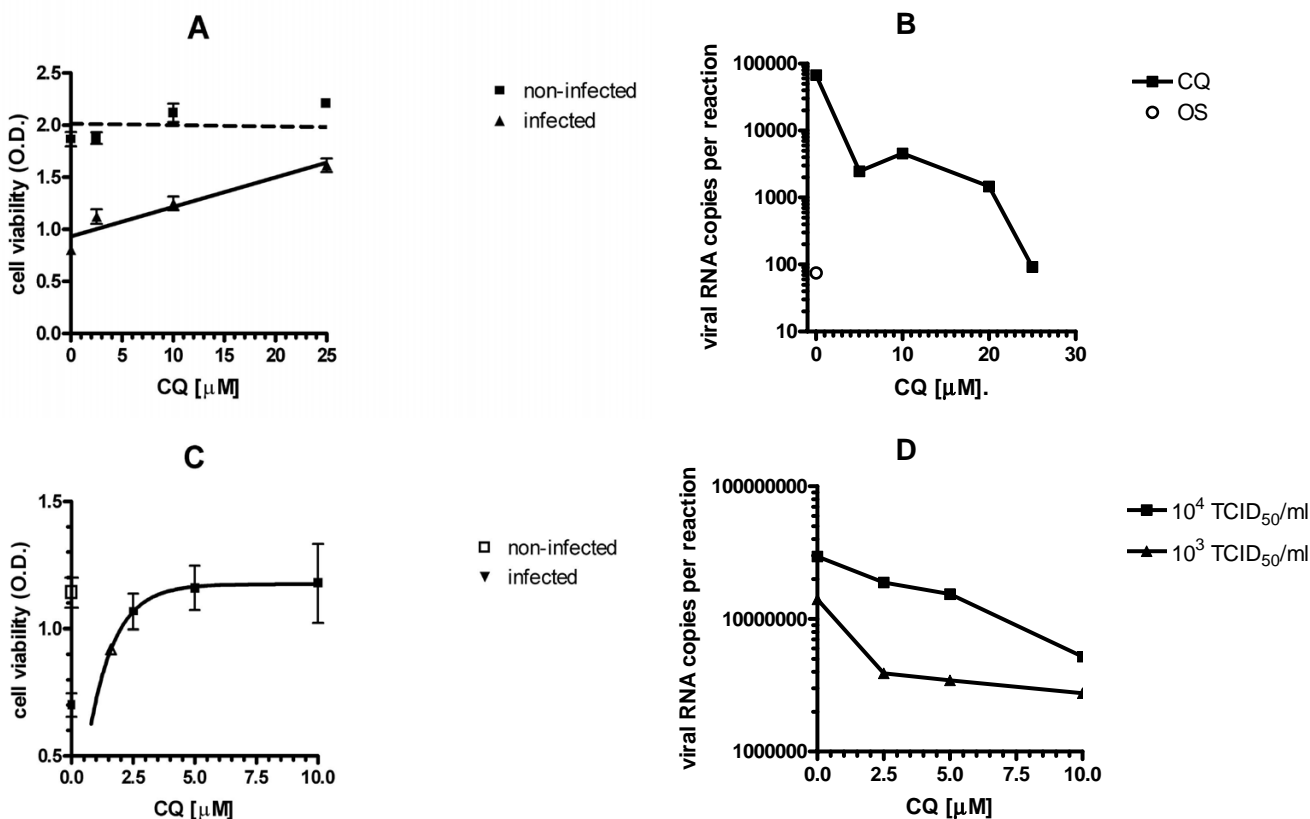 A
cell viability (O.D.)
2.5
2.0
1.5
1.0
0.5
0.0
0 5 10 15 20 25
CQ [μM]
non-infected
infected
B
viral RNA copies per reaction
100000
10000
1000
100
10
0 10 20 30
CQ [μM].
CQ
OS
C
cell viability (O.D.)
1.5
1.0
0.5
0.0 2.5 5.0 7.5 10.0
CQ [μM]
non-infected
infected
D
viral RNA copies per reaction
100000000
10000000
1000000
0.0 2.5 5.0 7.5 10.0
CQ [μM]
10⁴ TCID₅₀/ml
10³ TCID₅₀/ml